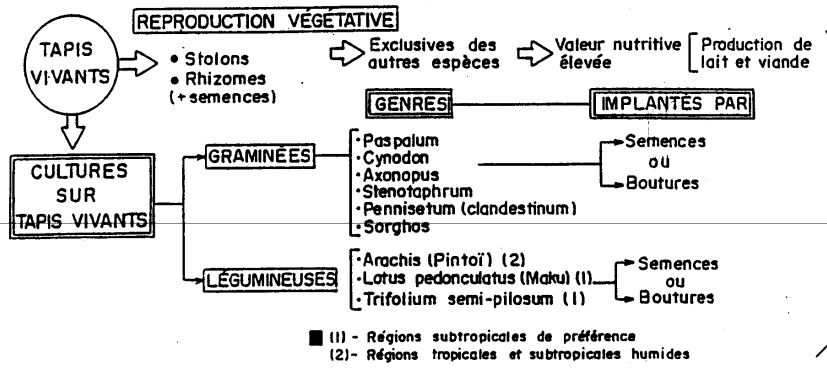 REPRODUCTION VÉGÉTATIVE
TAPIS
VIVANTS
• Stolons
• Rhizomes
(+ semences)
Exclusives des
autres espèces
Valeur nutritive
élevée
Production de
lait et viande
GENRES
IMPLANTÉS PAR
CULTURES
SUR
TAPIS VIVANTS
GRAMINÉES
· Paspalum
· Cynodon
· Axonopus
· Stenotaphrum
· Pennisetum (clandestinum)
· Sorghos
Semences
ou
Boutures
LÉGUMINEUSES
· Arachis (Pintoï) (2)
· Lotus pedonculatus (Maku) (1)
· Trifolium semi-pilosum (1)
Semences
ou
Boutures
(1) - Régions subtropicales de préférence
(2) - Régions tropicales et subtropicales humides